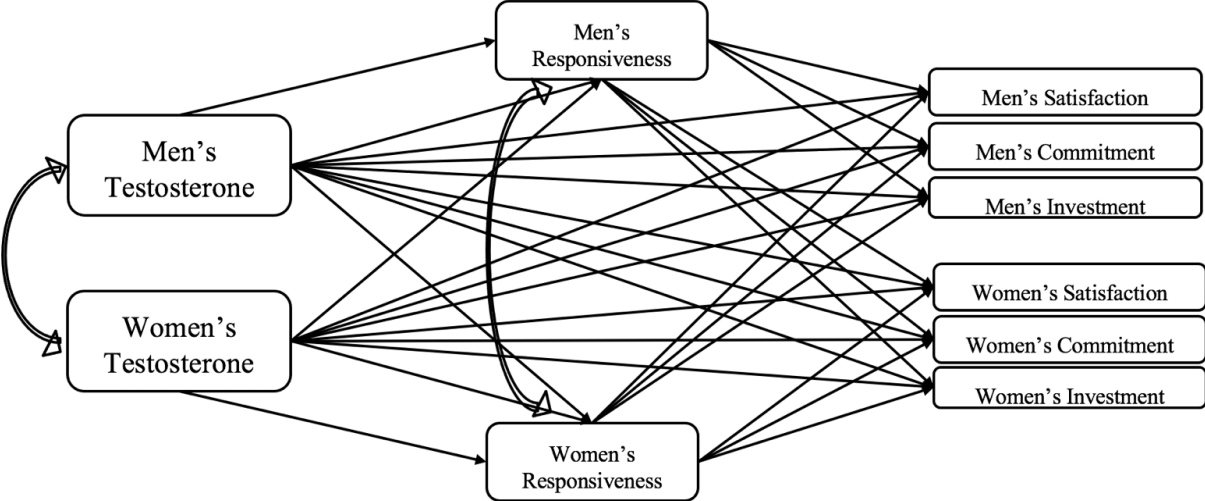 Men’s
Responsiveness
Men’s Satisfaction
Men’s
Testosterone
Men’s Commitment
Men’s Investment
Women’s Satisfaction
Women’s
Testosterone
Women’s Commitment
Women’s Investment
Women’s
Responsiveness